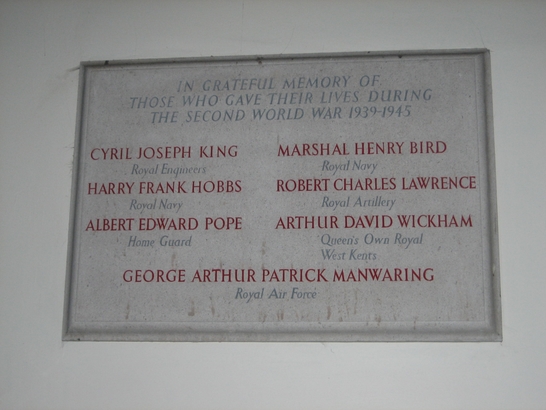 IN GRATEFUL MEMORY OF
THOSE WHO GAVE THEIR LIVES DURING
THE SECOND WORLD WAR 1939-1945
CYRIL JOSEPH KING
Royal Engineers
MARSHAL HENRY BIRD
Royal Navy
HARRY FRANK HOBBS
Royal Navy
ROBERT CHARLES LAWRENCE
Royal Artillery
ALBERT EDWARD POPE
Home Guard
ARTHUR DAVID WICKHAM
Queen's Own Royal
West Kents
GEORGE ARTHUR PATRICK MANWARING
Royal Air Force